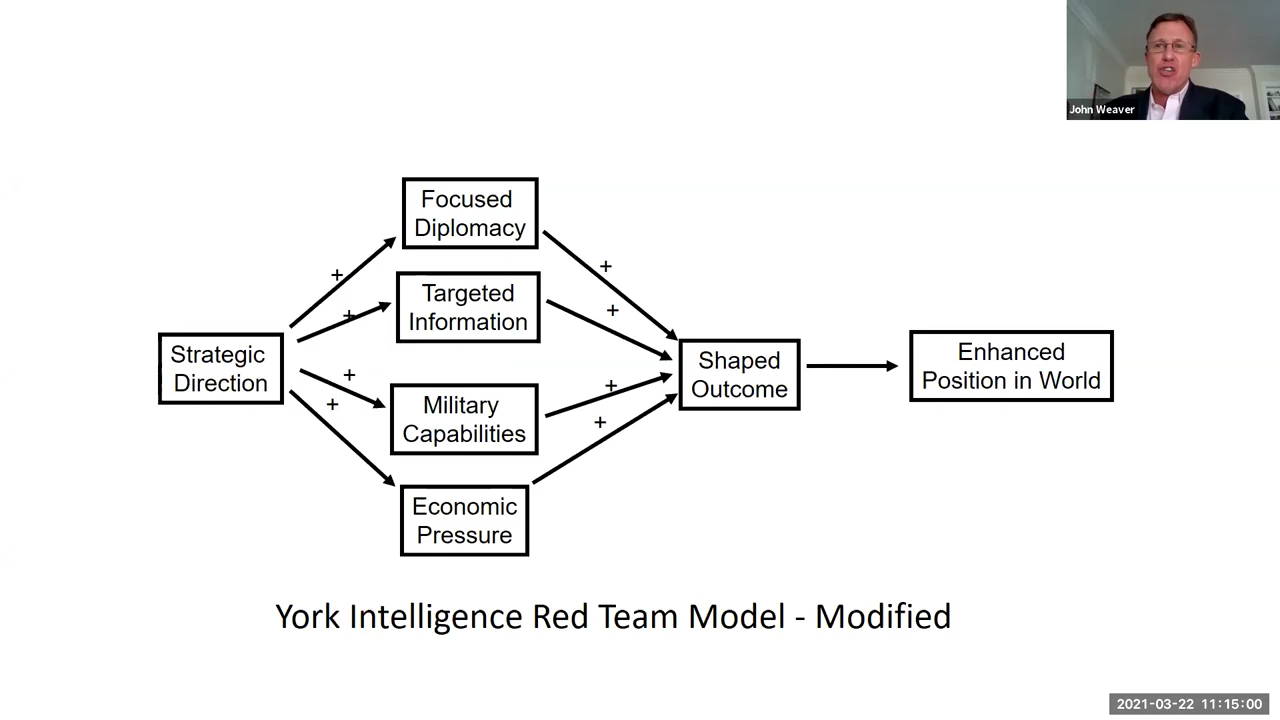 John Weaver
Focused
Diplomacy
+
Targeted
+
Information
+
+
Strategic
Direction
+
Military
+
Capabilities
+
+
Shaped
Outcome
Enhanced
Position in World
Economic
Pressure
York Intelligence Red Team Model - Modified
2021-03-22 11:15:00